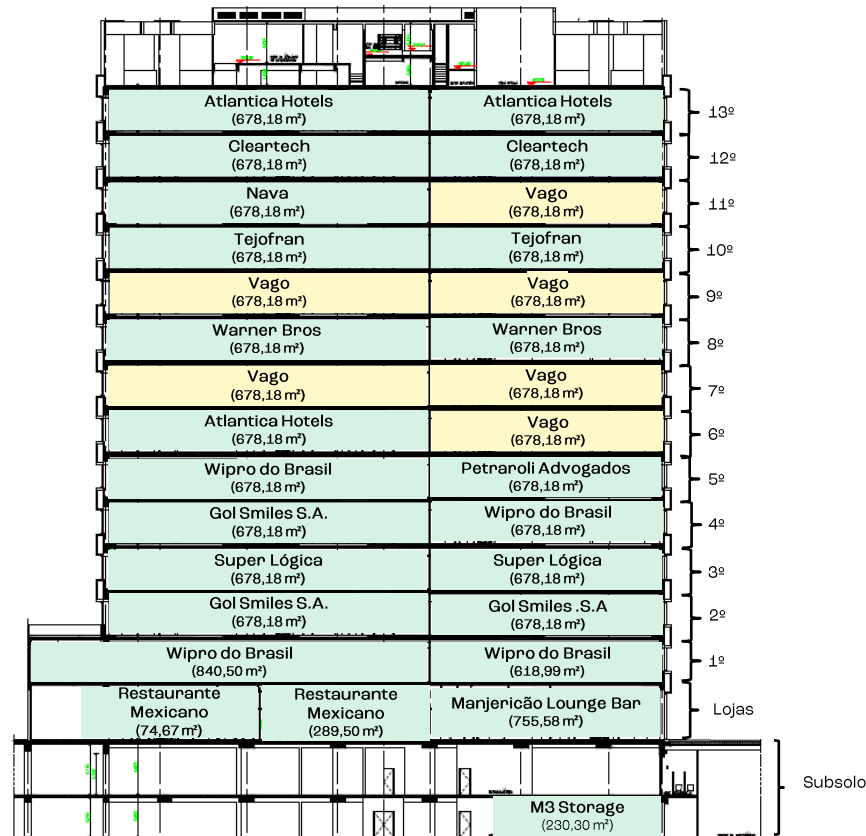 Atlantica Hotels
(678,18 m²)
Atlantica Hotels
(678,18 m²)
13º
Cleartech
(678,18 m²)
Cleartech
(678,18 m²)
12º
Nava
(678,18 m²)
Vago
(678,18 m²)
11º
Tejofran
(678,18 m²)
Tejofran
(678,18 m²)
10º
Vago
(678,18 m²)
Vago
(678,18 m²)
9º
Warner Bros
(678,18 m²)
Warner Bros
(678,18 m²)
8º
Vago
(678,18 m²)
Vago
(678,18 m²)
7º
Atlantica Hotels
(678,18 m²)
Vago
(678,18 m²)
6º
Wipro do Brasil
(678,18 m²)
Petraroli Advogados
(678,18 m²)
5º
Gol Smiles S.A.
(678,18 m²)
Wipro do Brasil
(678,18 m²)
4º
Super Lógica
(678,18 m²)
Super Lógica
(678,18 m²)
3º
Gol Smiles S.A.
(678,18 m²)
Gol Smiles .S.A
(678,18 m²)
2º
Wipro do Brasil
(840,50 m²)
Wipro do Brasil
(618,99 m²)
1º
Restaurante
Mexicano
(74,67 m²)
Restaurante
Mexicano
(289,50 m²)
Manjericão Lounge Bar
(755,58 m²)
Lojas
Subsolo
M3 Storage
(230,30 m²)